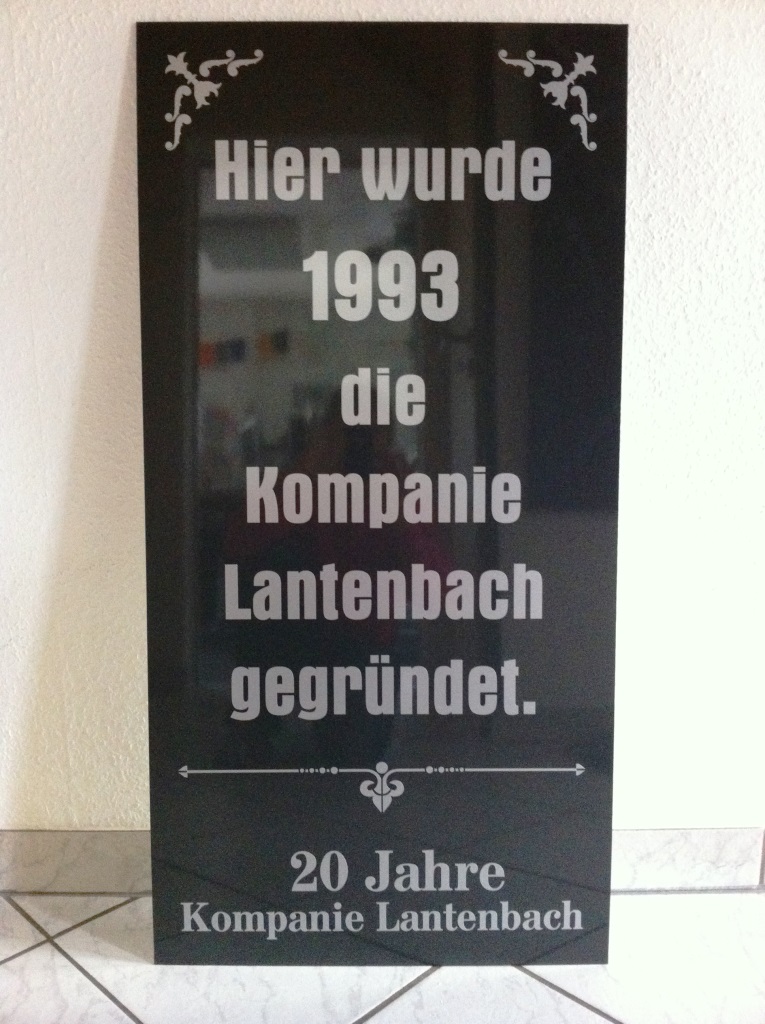 Hier wurde
1993
die
Kompanie
Lantenbach
gegründet.
20 Jahre
Kompanie Lantenbach